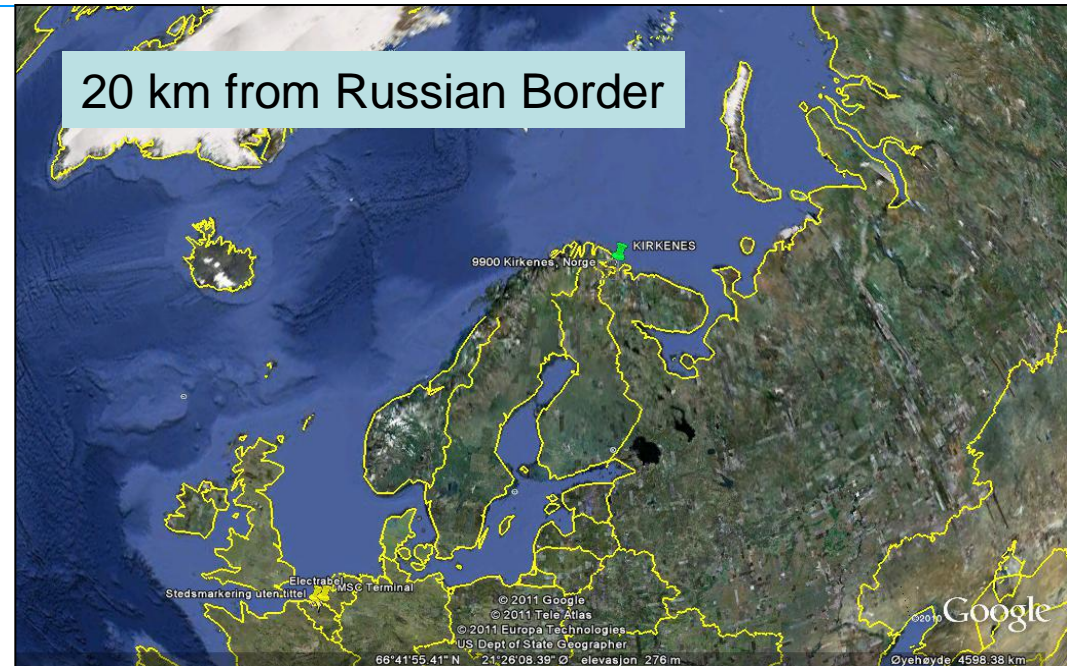 20 km from Russian Border
KIRKENES
9900 Kirkenes, Norge
Electrabel
MSC Terminal
Stedsmarkering uten tittel
© 2011 Google
© 2011 Tele Atlas
© 2011 Europa Technologies
US Dept of State Geographer
©2010 Google
66°41'55.41" N 21°26'08.39" Ø elevasjon 276 m
Øyehøyde 4598.38 km